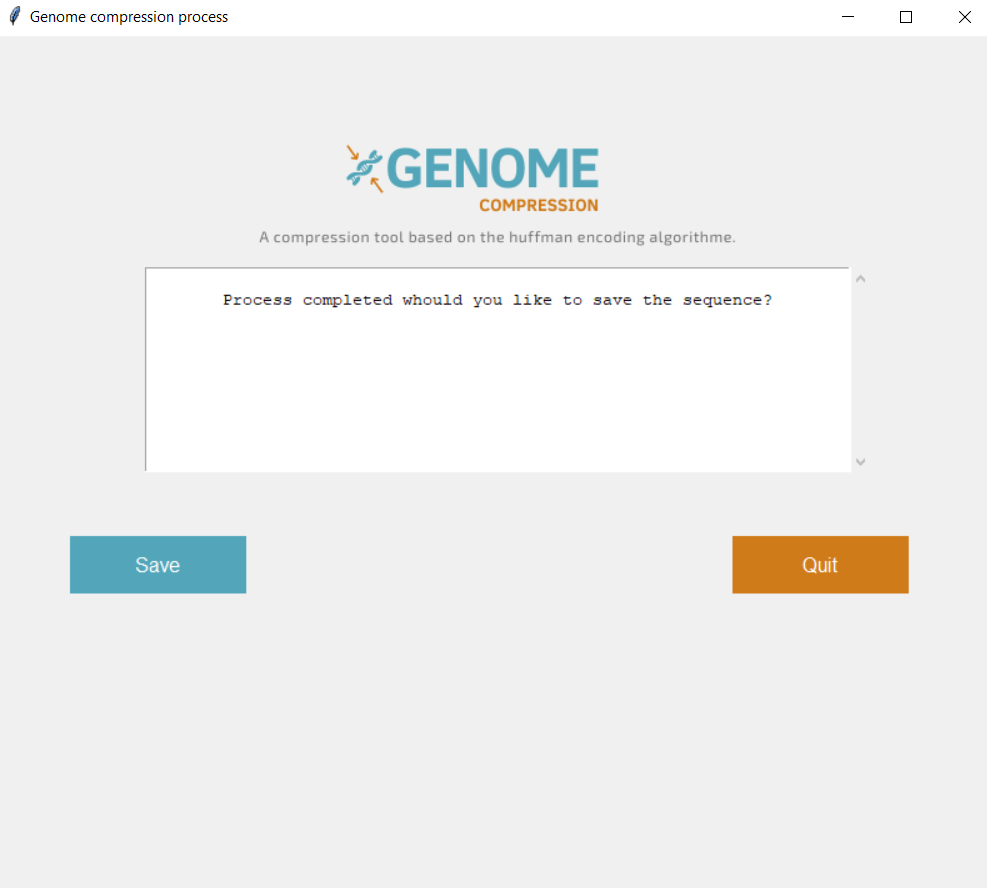 Genome compression process
GENOME
COMPRESSION
A compression tool based on the huffman encoding algorithme.
Process completed whould you like to save the sequence?
Save
Quit